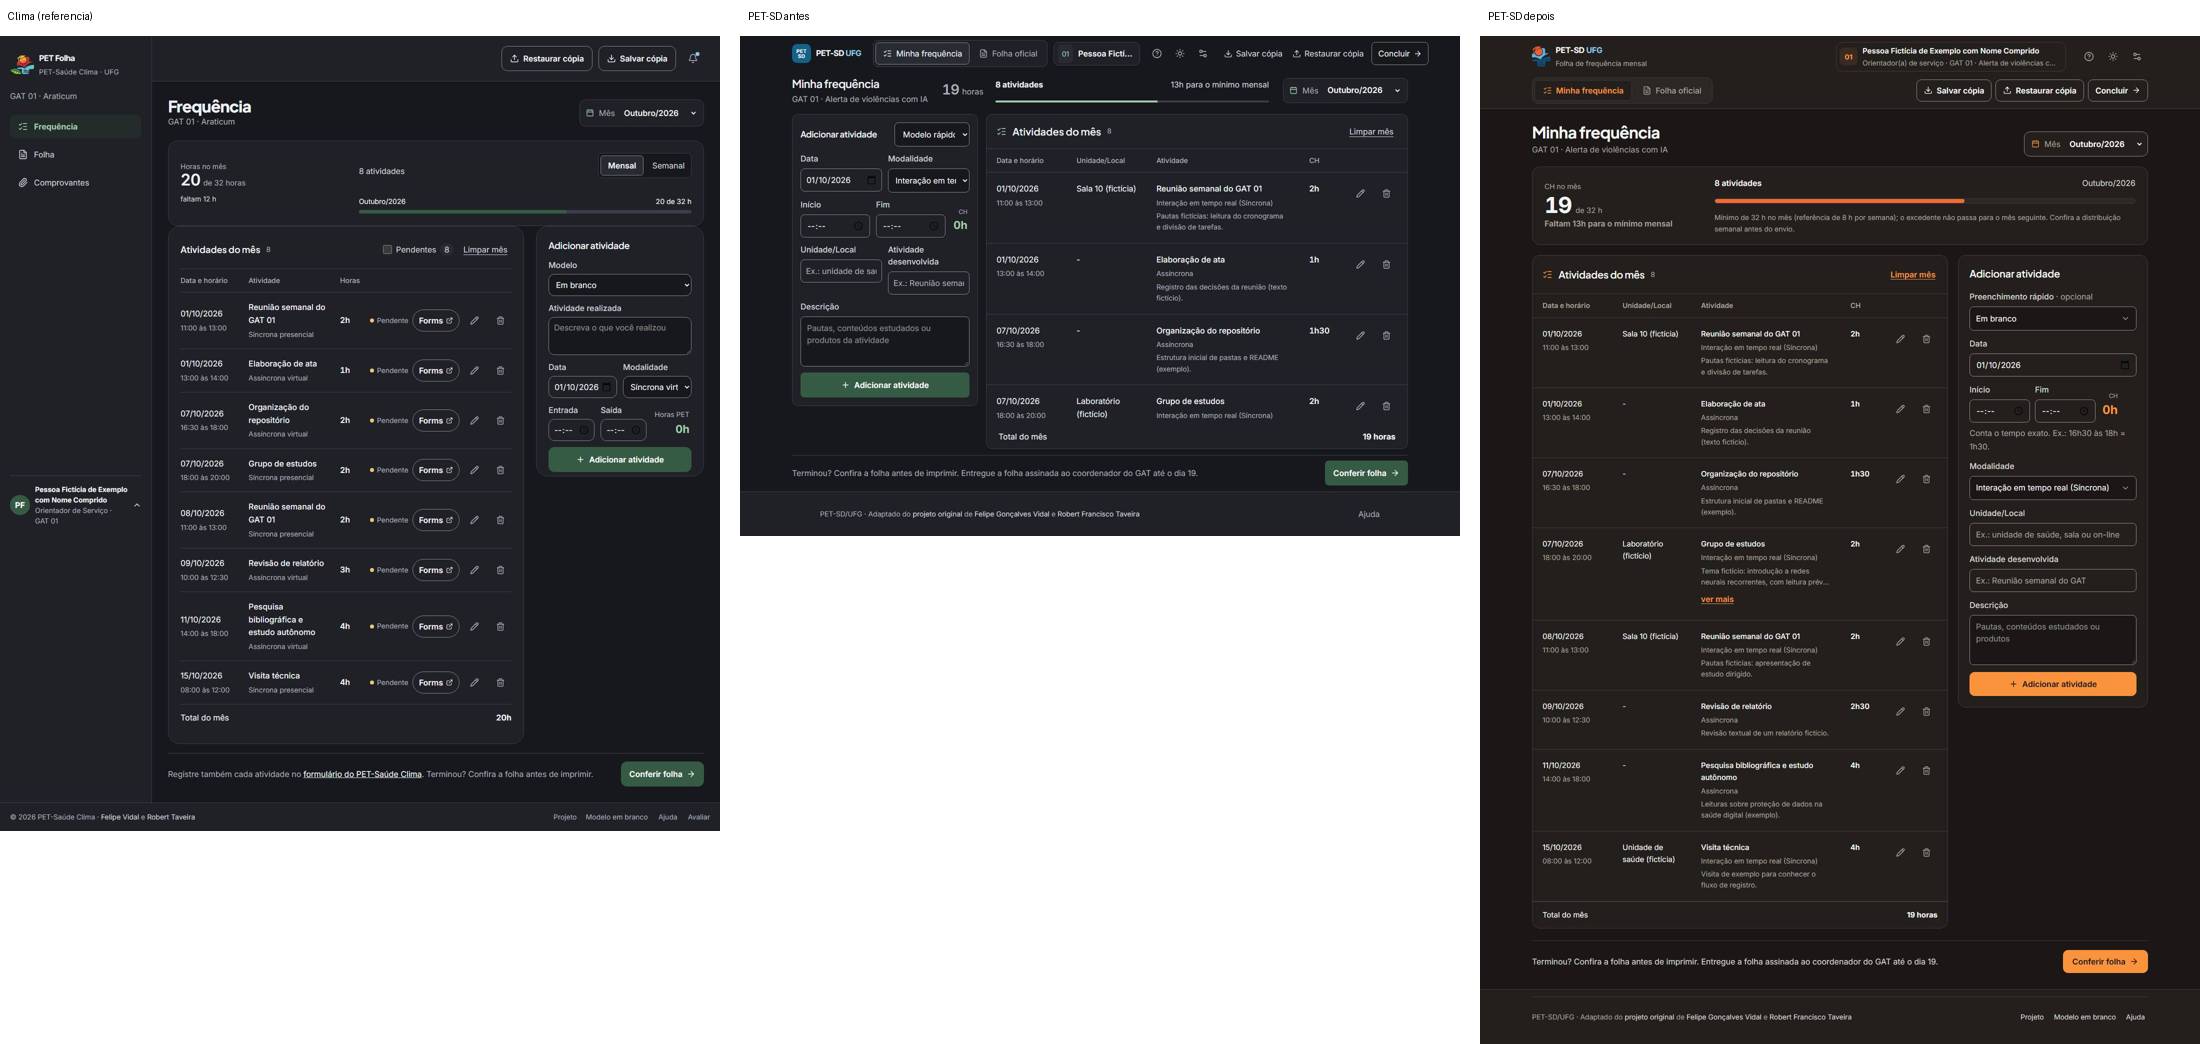 Clima (referencia)
PET Folha
PET-Saúde Clima · UFG
GAT 01 · Araticum
Frequência
Folha
Comprovantes
Pessoa Fictícia de Exemplo
com Nome Comprido
Orientador de Serviço ·
GAT 01
PF
Restaurar cópia
Salvar cópia
Frequência
GAT 01 · Araticum
Mês Outubro/2026
Horas no mês
20 de 32 horas
faltam 12 h
8 atividades
Mensal Semanal
Outubro/2026 20 de 32 h
Atividades do mês 8
Pendentes 8 Limpar mês
Data e horário Atividade Horas
01/10/2026
11:00 às 13:00
Reunião semanal do
GAT 01
Síncrona presencial
2h Pendente Forms
01/10/2026
13:00 às 14:00
Elaboração de ata
Assíncrona virtual
1h Pendente Forms
07/10/2026
16:30 às 18:00
Organização do
repositório
Assíncrona virtual
2h Pendente Forms
07/10/2026
18:00 às 20:00
Grupo de estudos
Síncrona presencial
2h Pendente Forms
08/10/2026
11:00 às 13:00
Reunião semanal do
GAT 01
Síncrona presencial
2h Pendente Forms
09/10/2026
10:00 às 12:30
Revisão de relatório
Assíncrona virtual
3h Pendente Forms
11/10/2026
14:00 às 18:00
Pesquisa
bibliográfica e
estudo autônomo
Assíncrona virtual
4h Pendente Forms
15/10/2026
08:00 às 12:00
Visita técnica
Síncrona presencial
4h Pendente Forms
Total do mês 20h
Adicionar atividade
Modelo
Em branco
Atividade realizada
Descreva o que você realizou
Data Modalidade
01/10/2026 Síncrona virt
Entrada Saída Horas PET
--:-- --:-- 0h
+ Adicionar atividade
Registre também cada atividade no formulário do PET-Saúde Clima. Terminou? Confira a folha antes de imprimir.
Conferir folha →
© 2026 PET-Saúde Clima · Felipe Vidal e Robert Taveira
Projeto Modelo em branco Ajuda Avaliar
PET-SD antes
PET
SD
PET-SD UFG
Minha frequência Folha oficial
01 Pessoa Fictí...
Salvar cópia Restaurar cópia Concluir →
Minha frequência
GAT 01 · Alerta de violências com IA
19 horas
8 atividades 13h para o mínimo mensal
Mês Outubro/2026
Adicionar atividade Modelo rápido
Data Modalidade
01/10/2026 Interação em ter
Início Fim CH
--:-- --:-- 0h
Unidade/Local Atividade
desenvolvida
Ex.: unidade de saú Ex.: Reunião semana
Descrição
Pautas, conteúdos estudados ou
produtos da atividade
+ Adicionar atividade
Atividades do mês 8 Limpar mês
Data e horário Unidade/Local Atividade CH
01/10/2026
11:00 às 13:00
Sala 10 (fictícia)
Reunião semanal do GAT 01
Interação em tempo real (Síncrona)
Pautas fictícias: leitura do cronograma
e divisão de tarefas.
2h
01/10/2026
13:00 às 14:00
-
Elaboração de ata
Assíncrona
Registro das decisões da reunião (texto
fictício).
1h
07/10/2026
16:30 às 18:00
-
Organização do repositório
Assíncrona
Estrutura inicial de pastas e README
(exemplo).
1h30
07/10/2026
18:00 às 20:00
Laboratório
(fictício)
Grupo de estudos
Interação em tempo real (Síncrona)
2h
Total do mês 19 horas
Terminou? Confira a folha antes de imprimir. Entregue a folha assinada ao coordenador do GAT até o dia 19.
Conferir folha →
PET-SD/UFG · Adaptado do projeto original de Felipe Gonçalves Vidal e Robert Francisco Taveira
Ajuda
PET-SD depois
PET-SD UFG
Folha de frequência mensal
01
Pessoa Fictícia de Exemplo com Nome Comprido
Orientador(a) de serviço · GAT 01 · Alerta de violências c...
Minha frequência Folha oficial
Salvar cópia Restaurar cópia Concluir →
Minha frequência
GAT 01 · Alerta de violências com IA
Mês Outubro/2026
CH no mês
19 de 32 h
Faltam 13h para o mínimo mensal
8 atividades Outubro/2026
Mínimo de 32 h no mês (referência de 8 h por semana); o excedente não passa para o mês seguinte. Confira a distribuição
semanal antes do envio.
Atividades do mês 8 Limpar mês
Data e horário Unidade/Local Atividade CH
01/10/2026
11:00 às 13:00
Sala 10 (fictícia)
Reunião semanal do GAT 01
Interação em tempo real (Síncrona)
Pautas fictícias: leitura do cronograma
e divisão de tarefas.
2h
01/10/2026
13:00 às 14:00
-
Elaboração de ata
Assíncrona
Registro das decisões da reunião
(texto fictício).
1h
07/10/2026
16:30 às 18:00
-
Organização do repositório
Assíncrona
Estrutura inicial de pastas e README
(exemplo).
1h30
07/10/2026
18:00 às 20:00
Laboratório
(fictício)
Grupo de estudos
Interação em tempo real (Síncrona)
Tema fictício: introdução a redes
neurais recorrentes, com leitura prév...
ver mais
2h
08/10/2026
11:00 às 13:00
Sala 10 (fictícia)
Reunião semanal do GAT 01
Interação em tempo real (Síncrona)
Pautas fictícias: apresentação de
estudo dirigido.
2h
09/10/2026
10:00 às 12:30
-
Revisão de relatório
Assíncrona
Revisão textual de um relatório fictício.
2h30
11/10/2026
14:00 às 18:00
-
Pesquisa bibliográfica e estudo
autônomo
Assíncrona
Leituras sobre proteção de dados na
saúde digital (exemplo).
4h
15/10/2026
08:00 às 12:00
Unidade de
saúde (fictícia)
Visita técnica
Interação em tempo real (Síncrona)
Visita de exemplo para conhecer o
fluxo de registro.
4h
Total do mês 19 horas
Adicionar atividade
Preenchimento rápido · opcional
Em branco
Data
01/10/2026
Início Fim CH
--:-- --:-- 0h
Conta o tempo exato. Ex.: 16h30 às 18h =
1h30.
Modalidade
Interação em tempo real (Síncrona)
Unidade/Local
Ex.: unidade de saúde, sala ou on-line
Atividade desenvolvida
Ex.: Reunião semanal do GAT
Descrição
Pautas, conteúdos estudados ou
produtos
+ Adicionar atividade
Terminou? Confira a folha antes de imprimir. Entregue a folha assinada ao coordenador do GAT até o dia 19.
Conferir folha →
PET-SD/UFG · Adaptado do projeto original de Felipe Gonçalves Vidal e Robert Francisco Taveira
Projeto Modelo em branco Ajuda